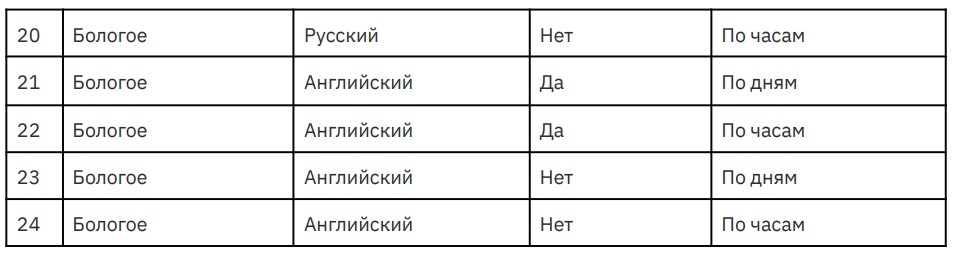 20 Бологое Русский Нет По часам
21 Бологое Английский Да По дням
22 Бологое Английский Да По часам
23 Бологое Английский Нет По дням
24 Бологое Английский Нет По часам